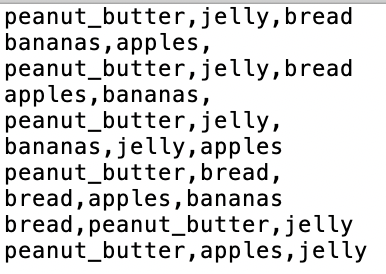 peanut_butter,jelly,bread
bananas,apples,
peanut_butter,jelly,bread
apples,bananas,
peanut_butter,jelly,
bananas,jelly,apples
peanut_butter,bread,
bread,apples,bananas
bread,peanut_butter,jelly
peanut_butter,apples,jelly